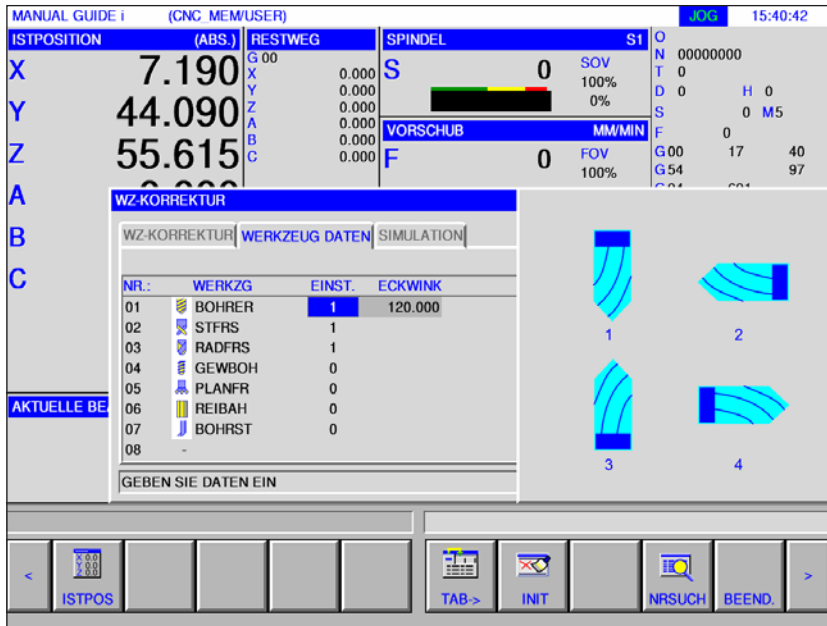 MANUAL GUIDE i (CNC_MEM/USER) JOG 15:40:42
ISTPOSITION (ABS.)
X 7.190
Y 44.090
Z 55.615
A
B
C
RESTWEG
G 00
X 0.000
Y 0.000
Z 0.000
A 0.000
B 0.000
C 0.000
SPINDEL S1
S 0 SOV
100%
0%
VORSCHUB MM/MIN
F 0 FOV
100%
O
N 00000000
T 0
D 0 H 0
S 0 M5
F 0
G00 17 40
G54 97
WZ-KORREKTUR
WZ-KORREKTUR WERKZEUG DATEN SIMULATION
NR.: WERKZG EINST. ECKWINK
01 BOHRER 1 120.000
02 STFRS 1
03 RADFRS 1
04 GEWBOH 0
05 PLANFR 0
06 REIBAH 0
07 BOHRST 0
08 -
GEBEN SIE DATEN EIN
1 2
3 4
AKTUELLE BE
< ISTPOS TAB-> INIT NRSUCH BEEND. >